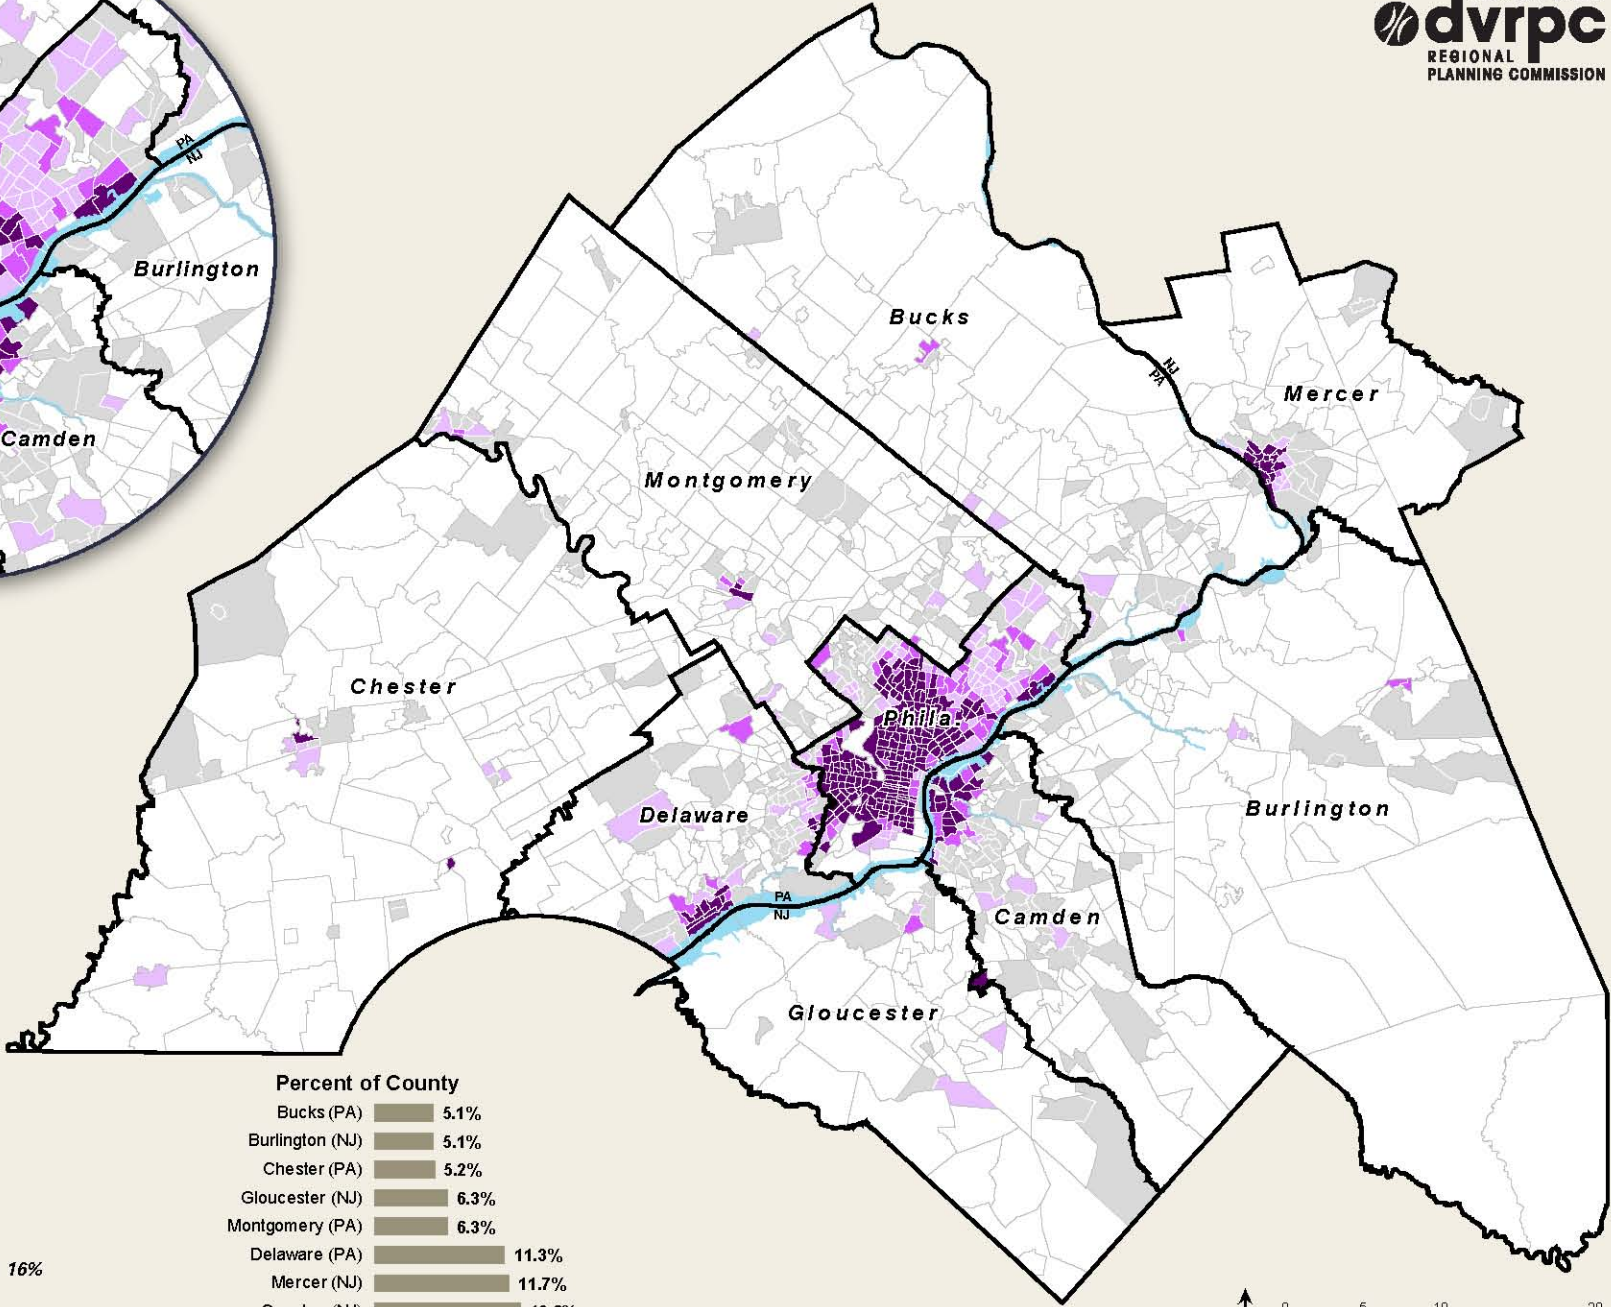 dvrpc
REGIONAL
PLANNING COMMISSION
PA
NJ
Burlington
Camden
Bucks
NJ
PA
Mercer
Montgomery
Chester
Phila.
Delaware
Burlington
PA
NJ
Camden
Gloucester
Percent of County
Bucks (PA) 5.1%
Burlington (NJ) 5.1%
Chester (PA) 5.2%
Gloucester (NJ) 6.3%
Montgomery (PA) 6.3%
Delaware (PA) 11.3%
Mercer (NJ) 11.7%
16%